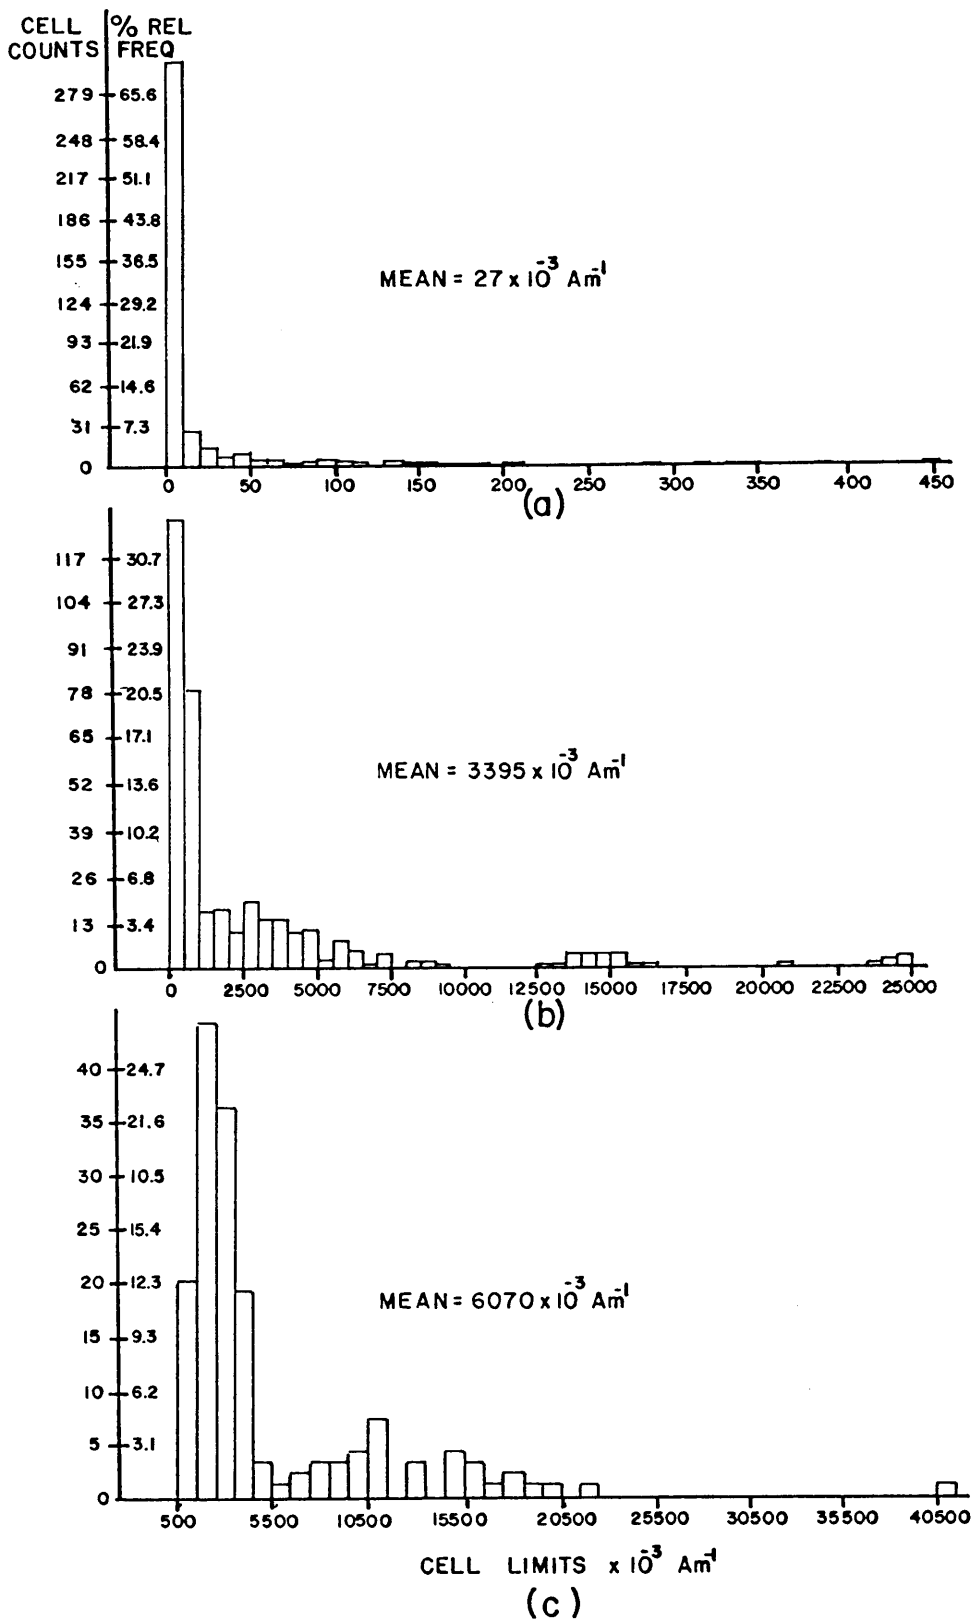 CELL COUNTS % REL FREQ
279 65.6
248 58.4
217 51.1
186 43.8
155 36.5
124 29.2
93 21.9
62 14.6
31 7.3
0
MEAN = 27 x 10⁻³ Am⁻¹
0 50 100 150 200 250 300 350 400 450
(a)
117 30.7
104 27.3
91 23.9
78 20.5
65 17.1
52 13.6
39 10.2
26 6.8
13 3.4
0
MEAN = 3395 x 10⁻³ Am⁻¹
0 2500 5000 7500 10000 12500 15000 17500 20000 22500 25000
(b)
40 24.7
35 21.6
30 10.5
25 15.4
20 12.3
15 9.3
10 6.2
5 3.1
0
MEAN = 6070 x 10⁻³ Am⁻¹
500 5500 10500 15500 20500 25500 30500 35500 40500
CELL LIMITS x 10⁻³ Am⁻¹
(c)